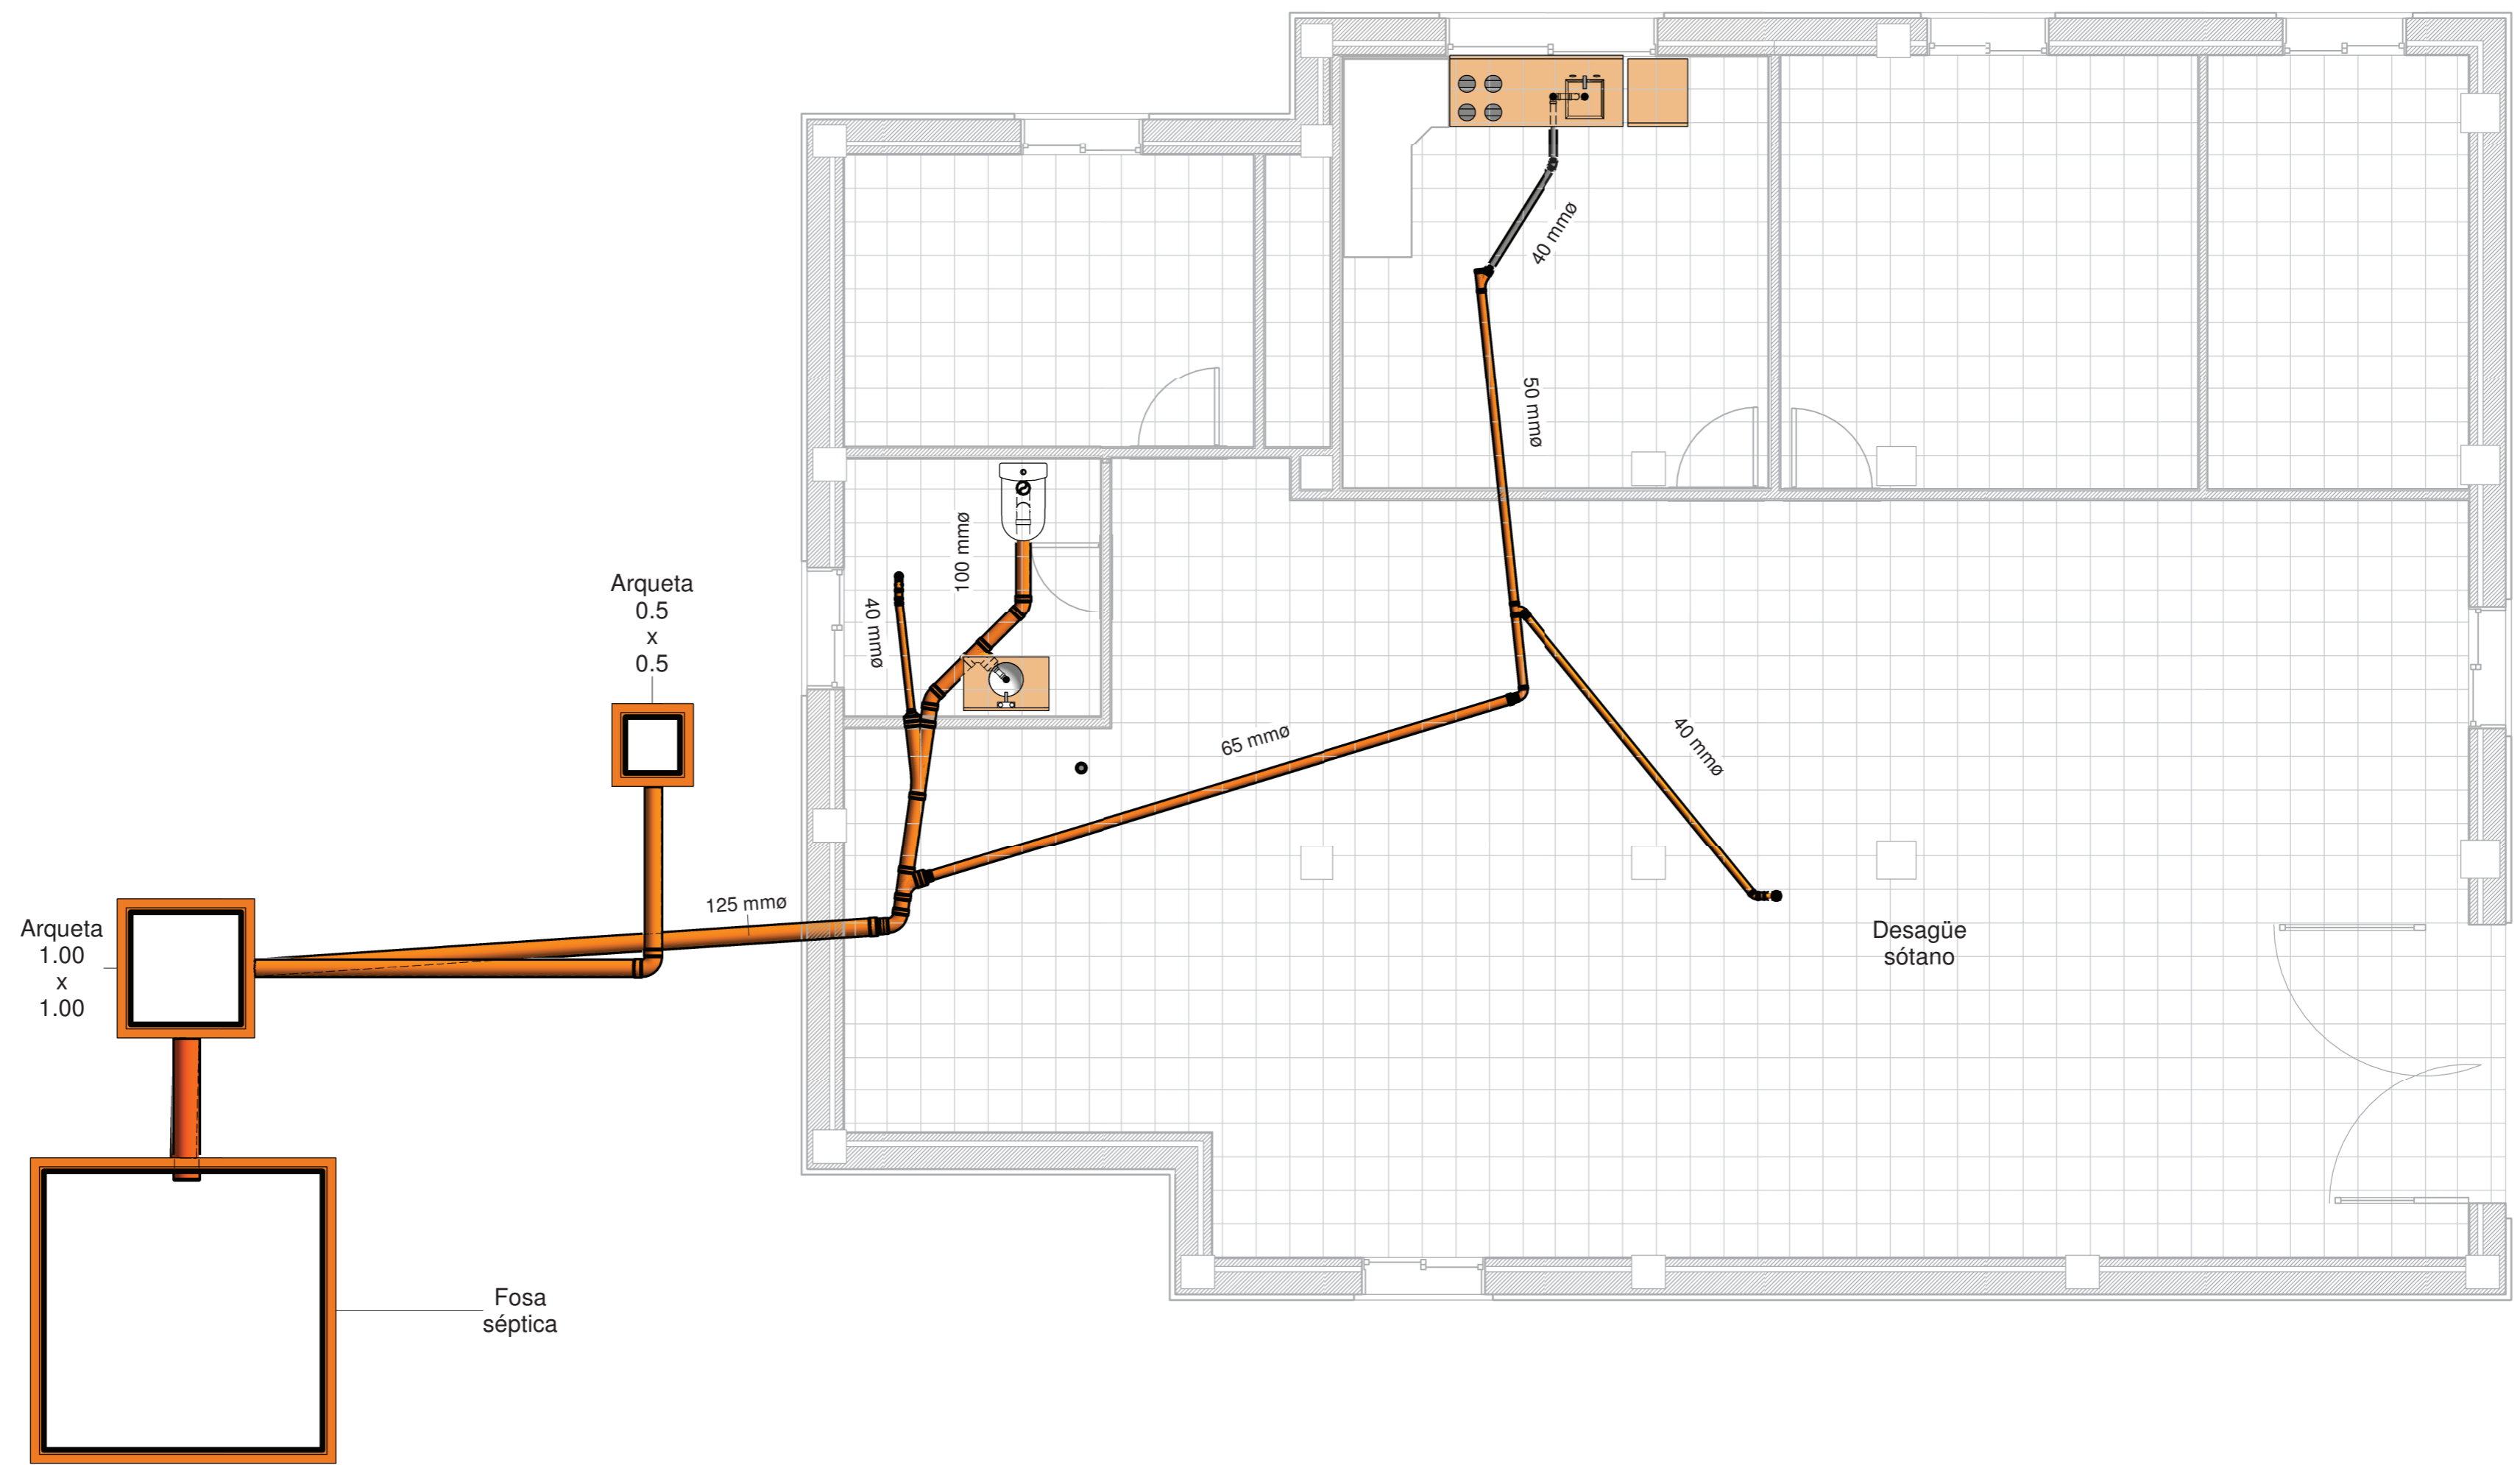 40 mmø
50 mmø
100 mmø
40 mmø
Arqueta
0.5
x
0.5
65 mmø
40 mmø
125 mmø
Arqueta
1.00
x
1.00
Desagüe
sótano
Fosa
séptica